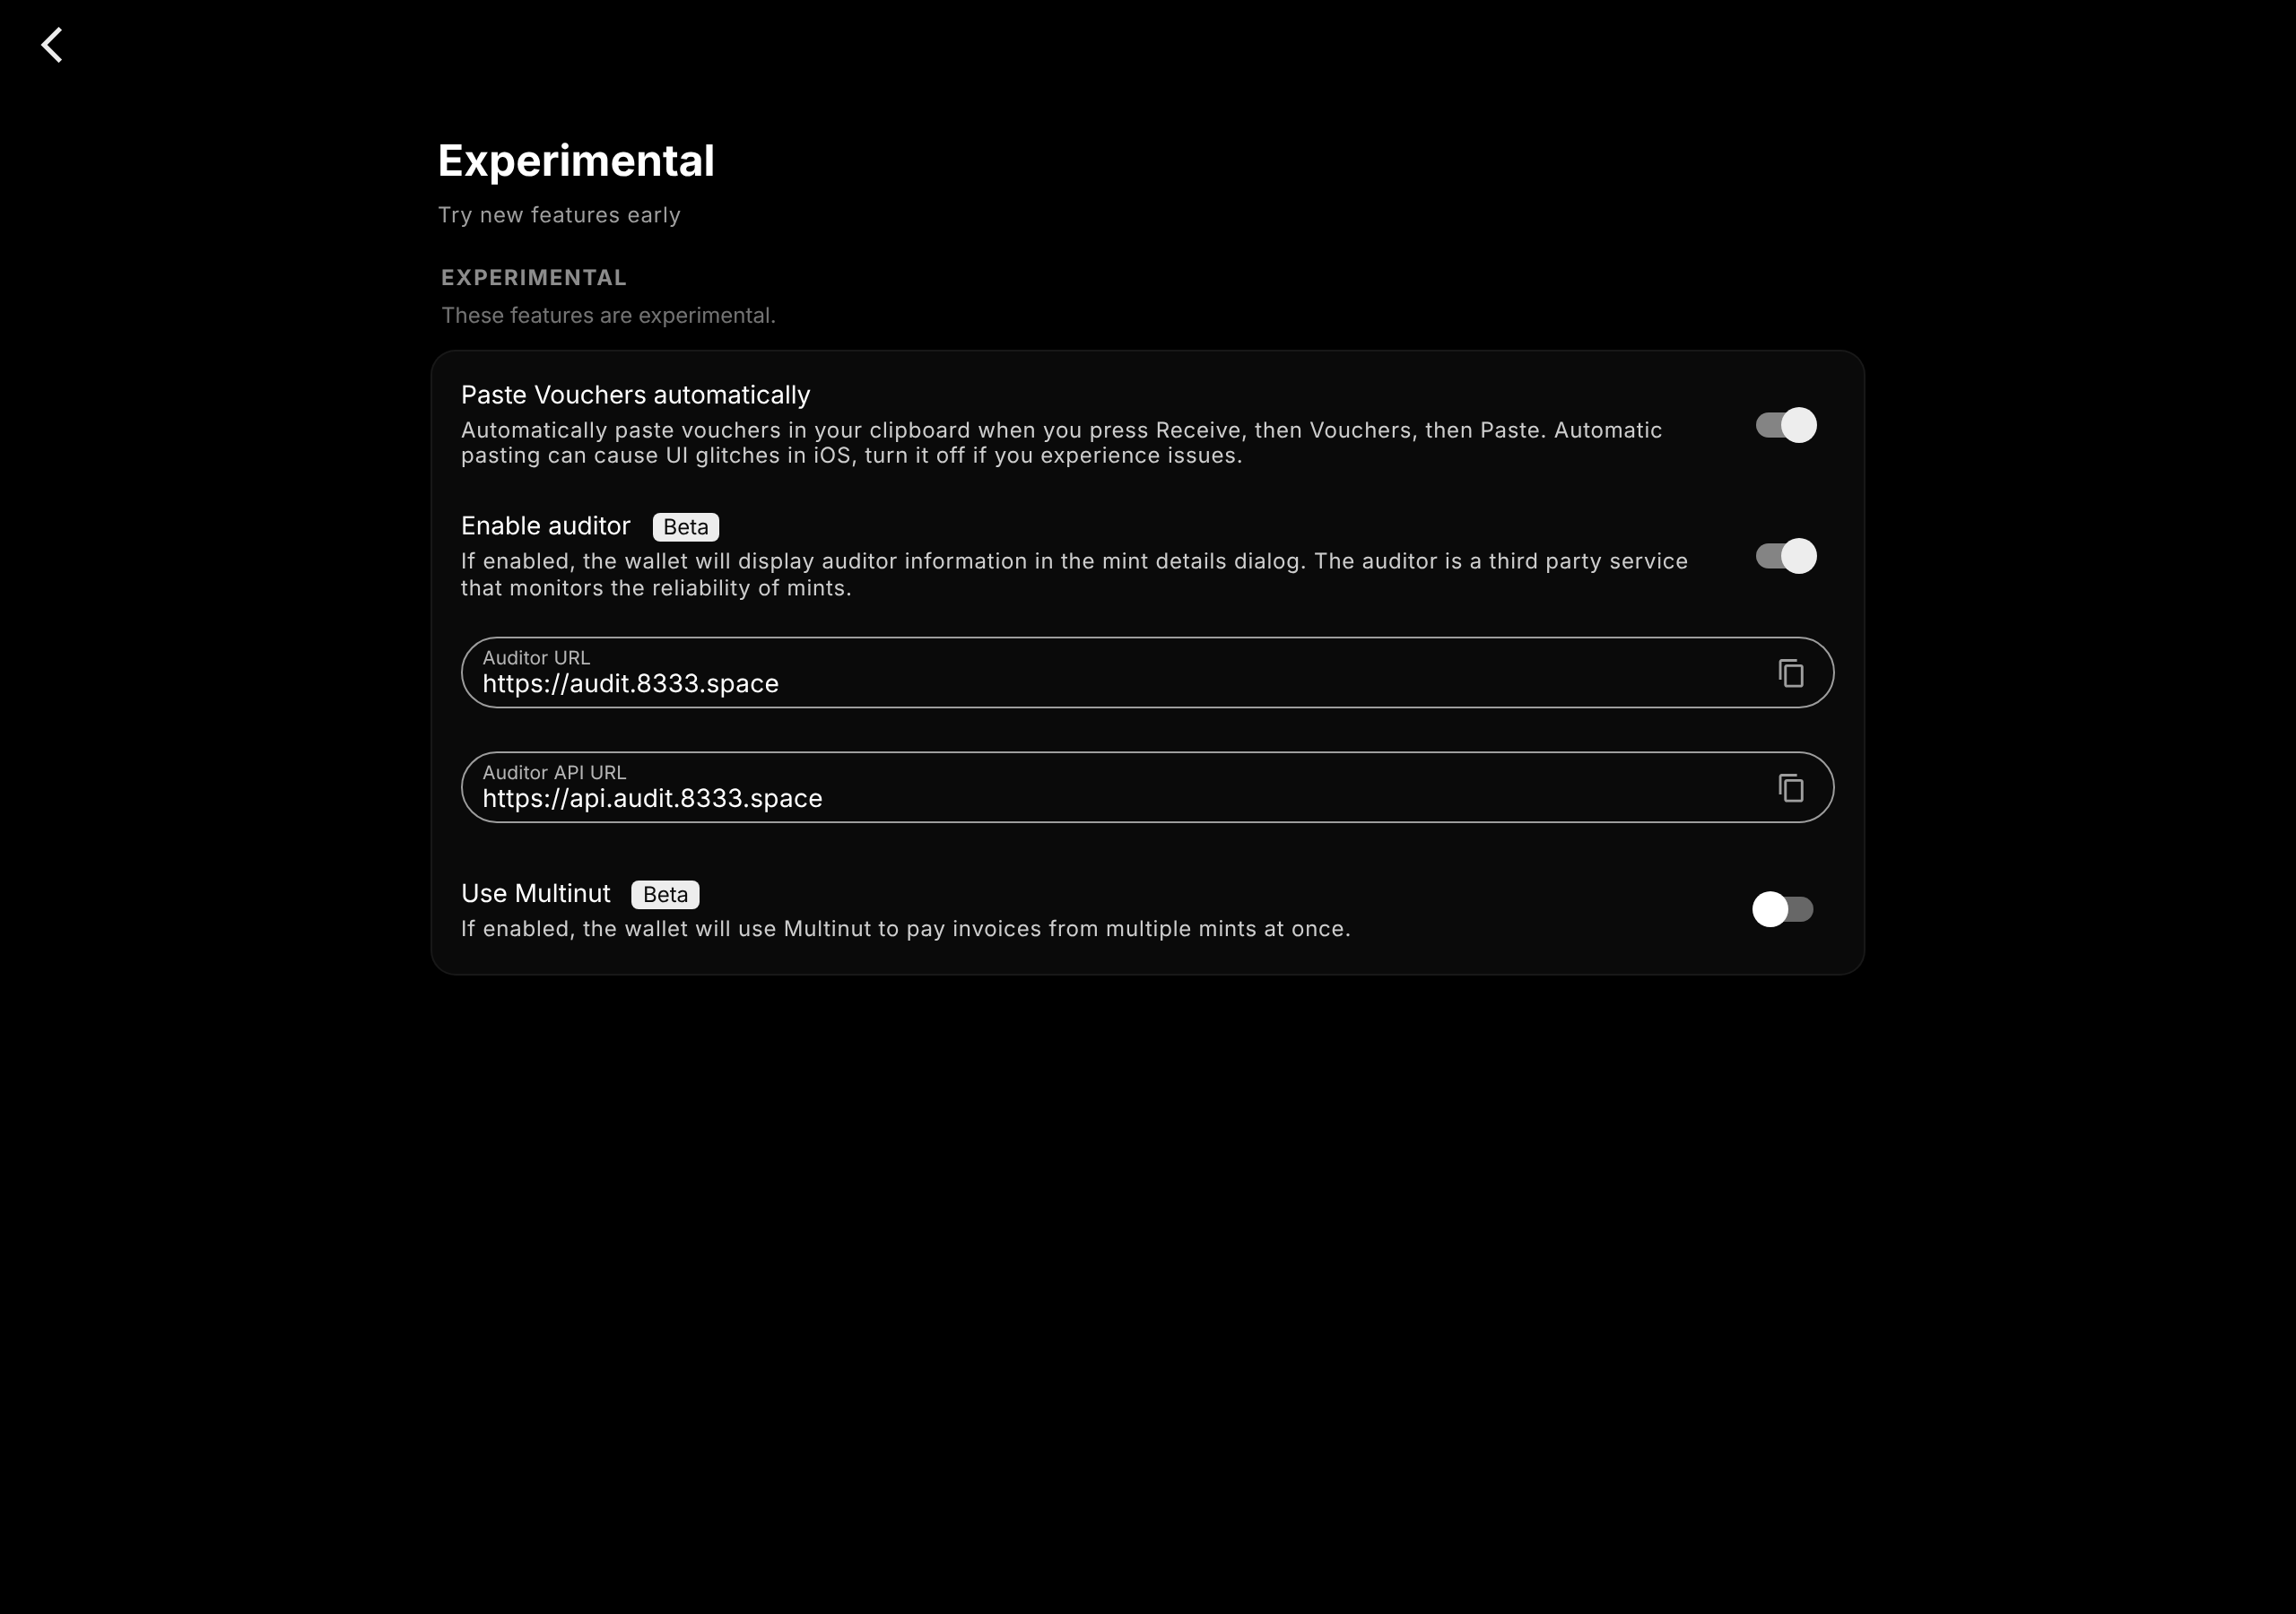 Experimental
Try new features early
EXPERIMENTAL
These features are experimental.
Paste Vouchers automatically
Automatically paste vouchers in your clipboard when you press Receive, then Vouchers, then Paste. Automatic
pasting can cause UI glitches in iOS, turn it off if you experience issues.
Enable auditor Beta
If enabled, the wallet will display auditor information in the mint details dialog. The auditor is a third party service
that monitors the reliability of mints.
Auditor URL
https://audit.8333.space
Auditor API URL
https://api.audit.8333.space
Use Multinut Beta
If enabled, the wallet will use Multinut to pay invoices from multiple mints at once.